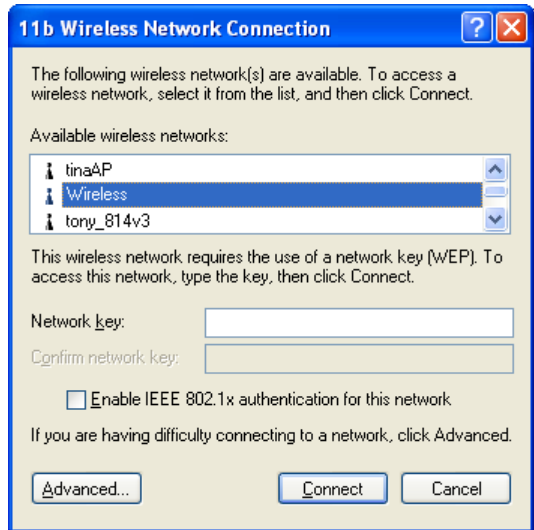 11b Wireless Network Connection
The following wireless network(s) are available. To access a
wireless network, select it from the list, and then click Connect.
Available wireless networks:
tinaAP
Wireless
tony_814v3
This wireless network requires the use of a network key (WEP). To
access this network, type the key, then click Connect.
Network key:
Confirm network key:
Enable IEEE 802.1x authentication for this network
If you are having difficulty connecting to a network, click Advanced.
Advanced... Connect Cancel